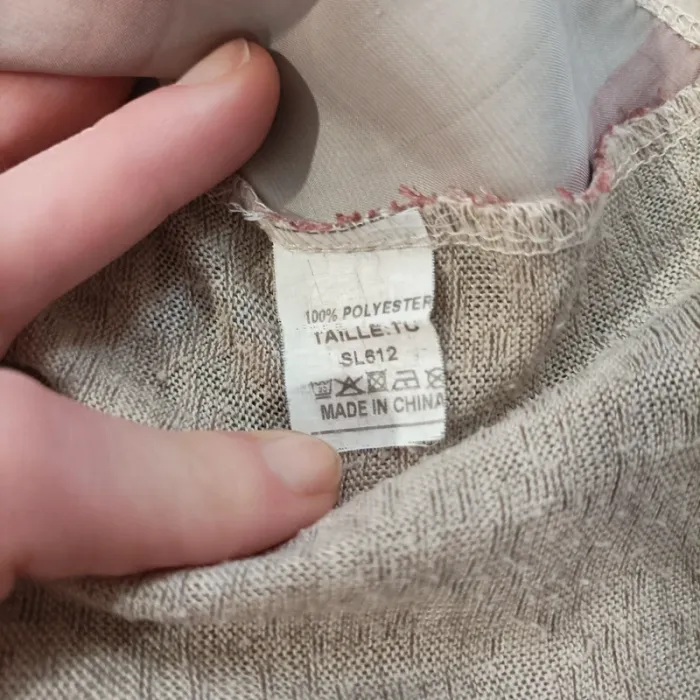 100% POLYESTER
TAILLE:TU
SL612
MADE IN CHINA